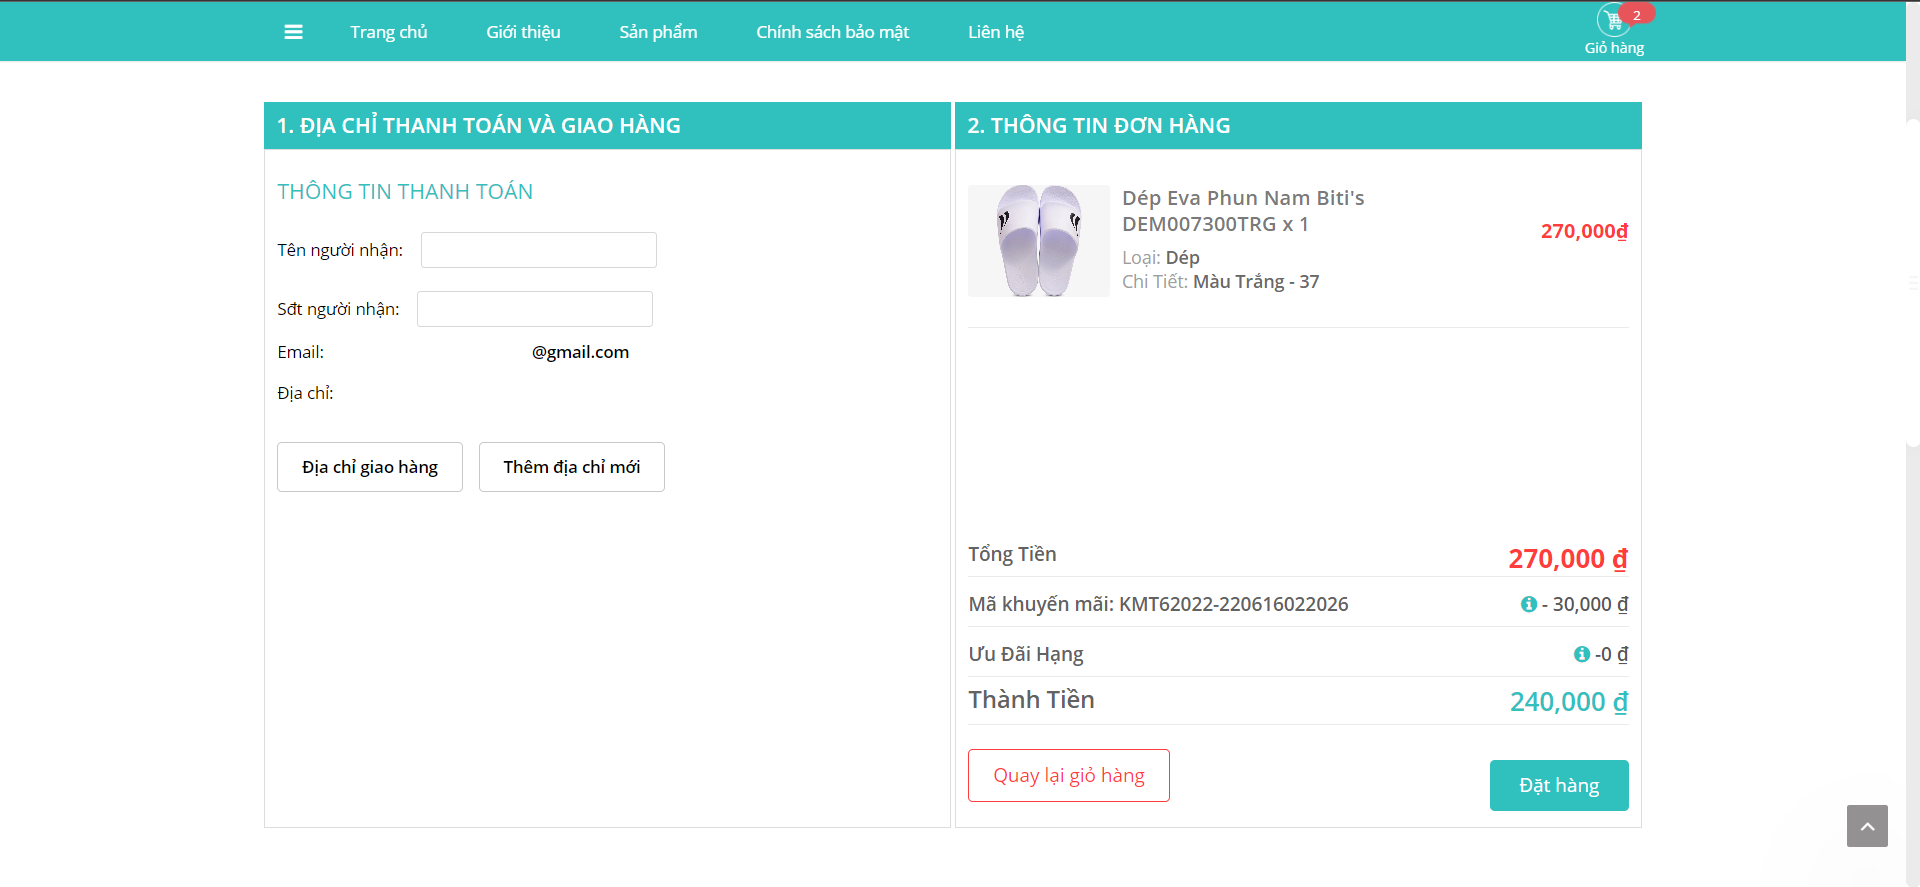 Trang chủ
Giới thiệu
Sản phẩm
Chính sách bảo mật
Liên hệ
2
Giỏ hàng
1. ĐỊA CHỈ THANH TOÁN VÀ GIAO HÀNG
THÔNG TIN THANH TOÁN
Tên người nhận:
Sđt người nhận:
Email: @gmail.com
Địa chỉ:
Địa chỉ giao hàng
Thêm địa chỉ mới
2. THÔNG TIN ĐƠN HÀNG
Dép Eva Phun Nam Biti's
DEM007300TRG x 1
270,000₫
Loại: Dép
Chi Tiết: Màu Trắng - 37
Tổng Tiền 270,000 ₫
Mã khuyến mãi: KMT62022-220616022026 - 30,000 ₫
Ưu Đãi Hạng -0 ₫
Thành Tiền 240,000 ₫
Quay lại giỏ hàng
Đặt hàng